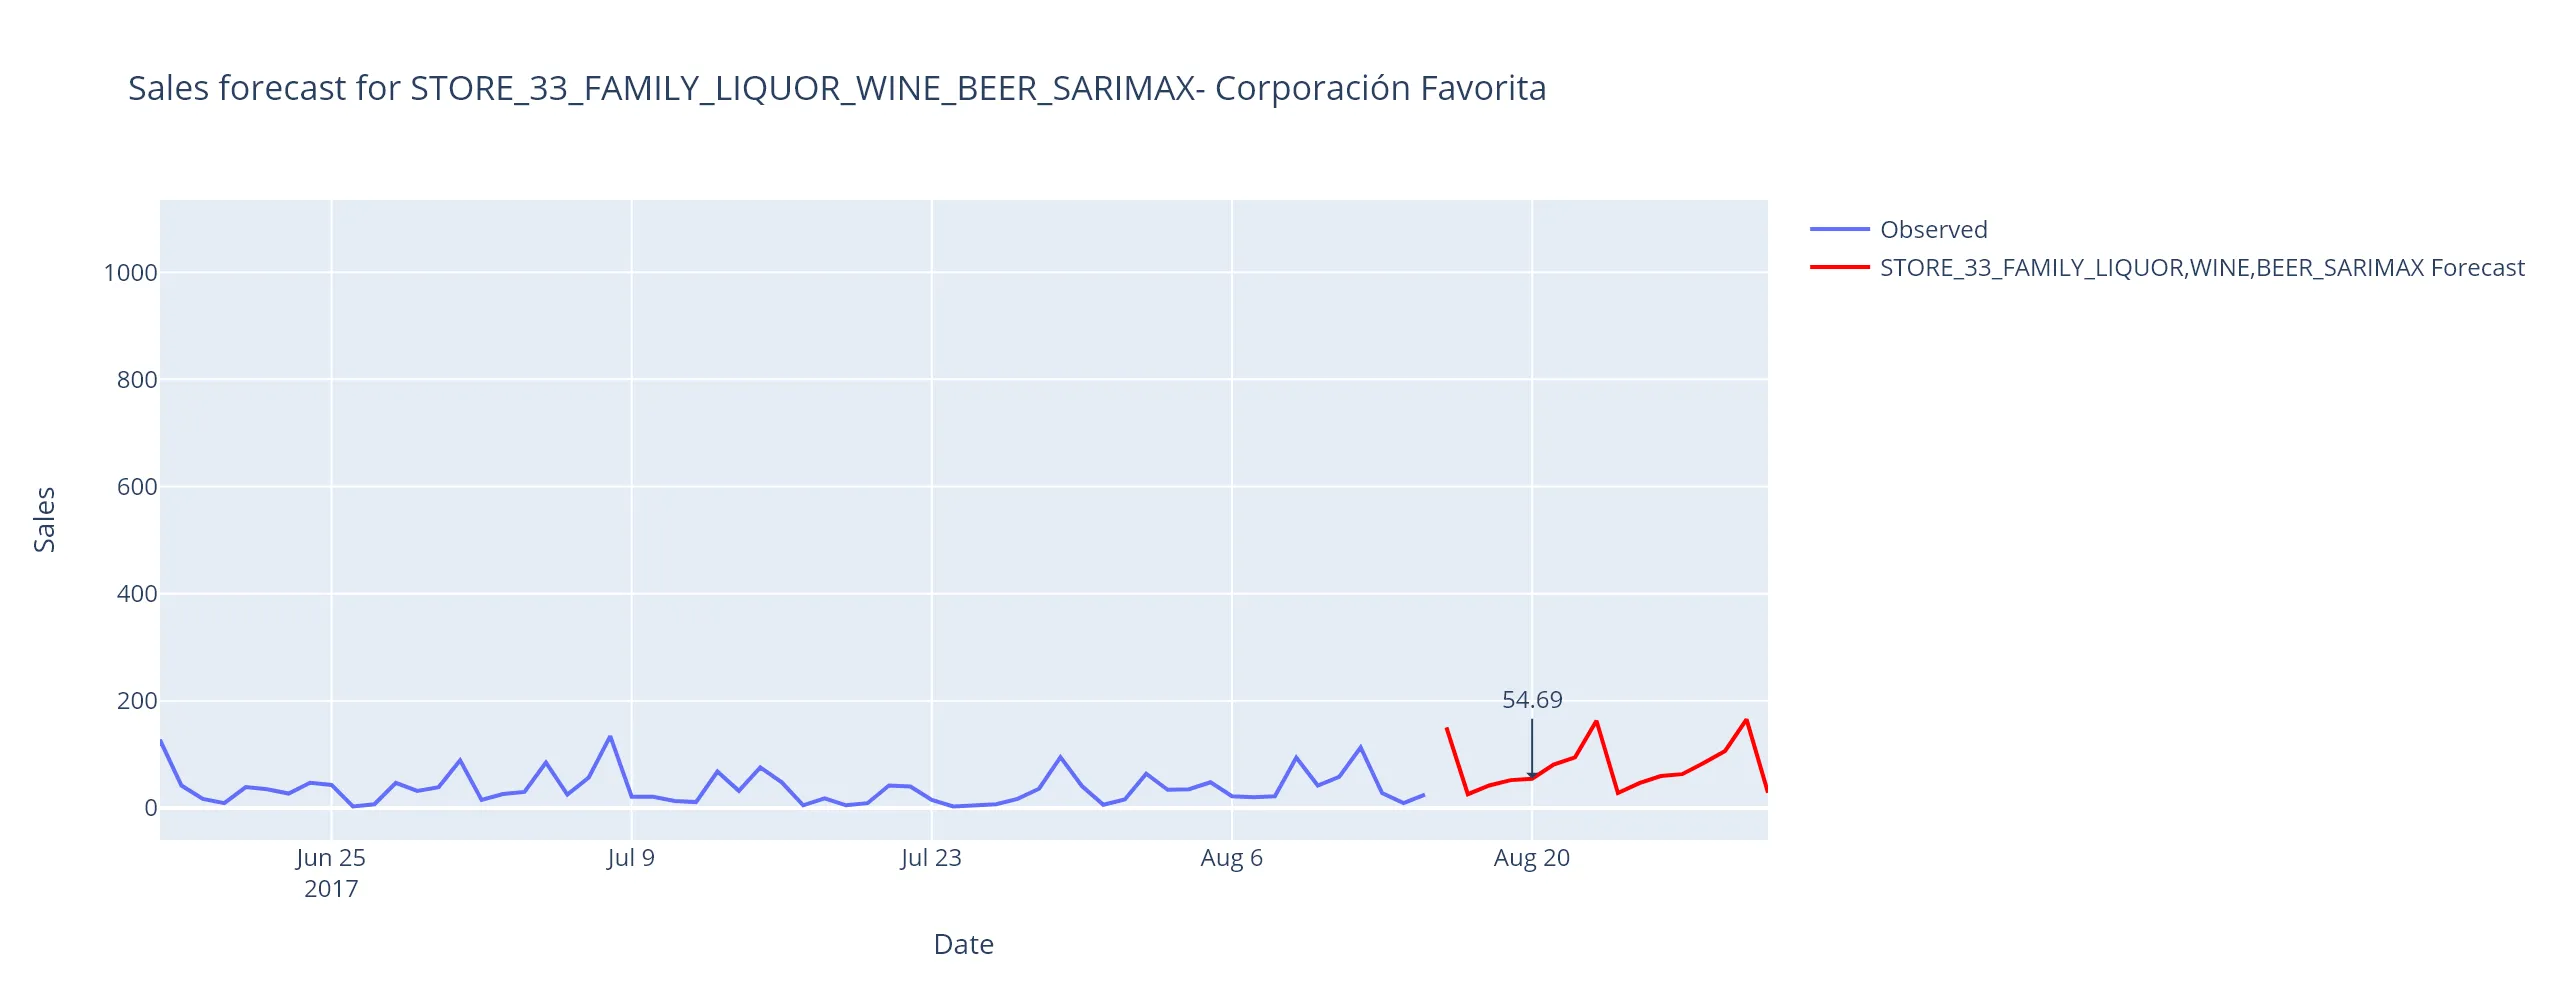 Sales forecast for STORE_33_FAMILY_LIQUOR_WINE_BEER_SARIMAX- Corporación Favorita
Observed
STORE_33_FAMILY_LIQUOR,WINE,BEER_SARIMAX Forecast
1000
800
600
400
200
0
Sales
54.69
Jun 25
2017
Jul 9
Jul 23
Aug 6
Aug 20
Date